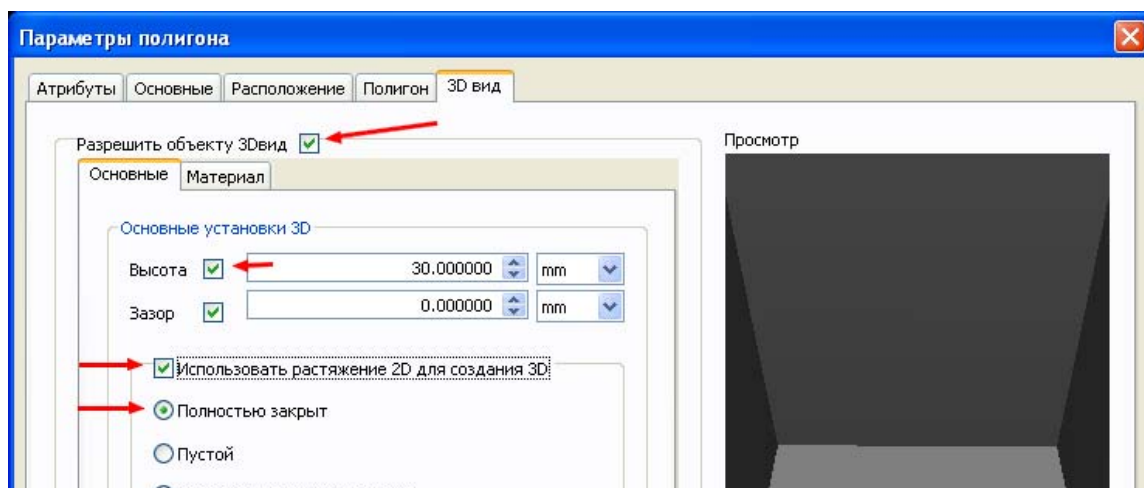 Параметры полигона
Атрибуты Основные Расположение Полигон 3D вид
Разрешить объекту 3Dвид
Просмотр
Основные Материал
Основные установки 3D
Высота 30.000000 mm
Зазор 0.000000 mm
Использовать растяжение 2D для создания 3D
Полностью закрыт
Пустой